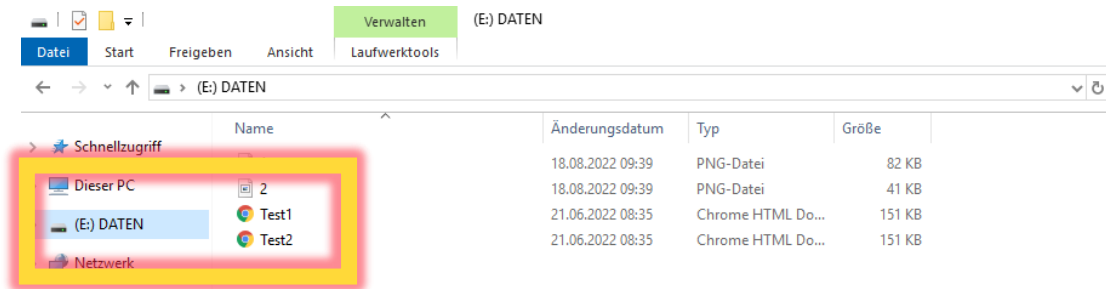 Verwalten (E:) DATEN
Datei Start Freigeben Ansicht Laufwerktools
(E:) DATEN
Name Änderungsdatum Typ Größe
Schnellzugriff
18.08.2022 09:39 PNG-Datei 82 KB
Dieser PC 2 18.08.2022 09:39 PNG-Datei 41 KB
Test1 21.06.2022 08:35 Chrome HTML Do... 151 KB
(E:) DATEN
Test2 21.06.2022 08:35 Chrome HTML Do... 151 KB
Netzwerk